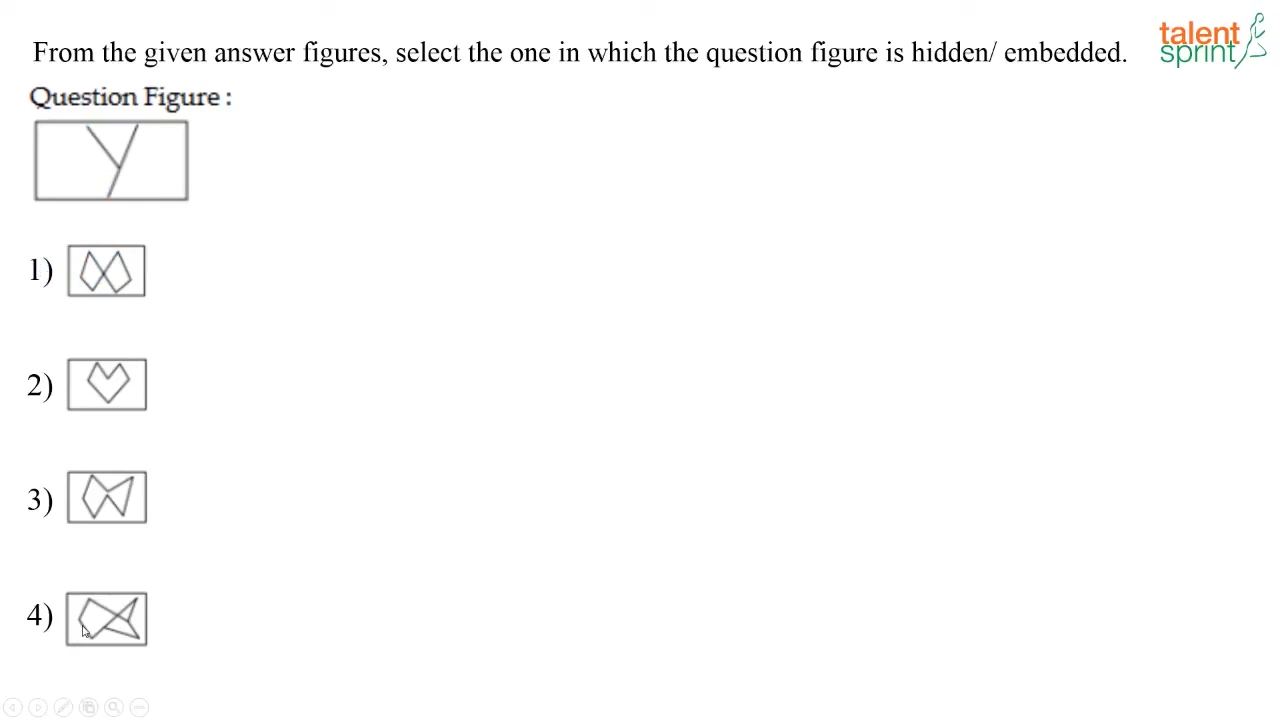 From the given answer figures, select the one in which the question figure is hidden/ embedded.
talent
sprint
Question Figure :
1)
2)
3)
4)